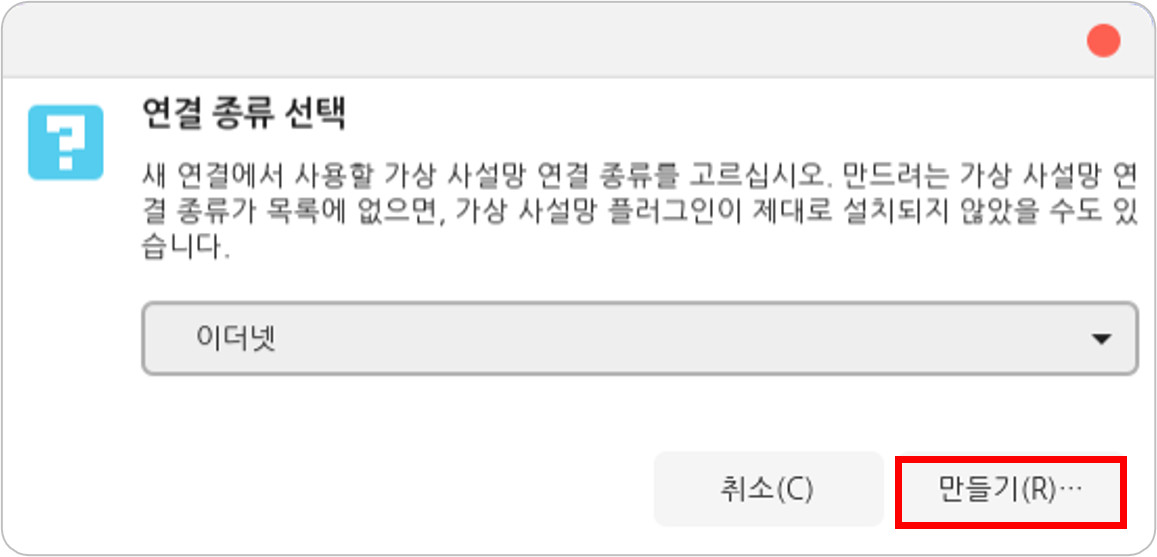 연결 종류 선택
새 연결에서 사용할 가상 사설망 연결 종류를 고르십시오. 만드려는 가상 사설망 연
결 종류가 목록에 없으면, 가상 사설망 플러그인이 제대로 설치되지 않았을 수도 있
습니다.
이더넷
취소(C)
만들기(R)…